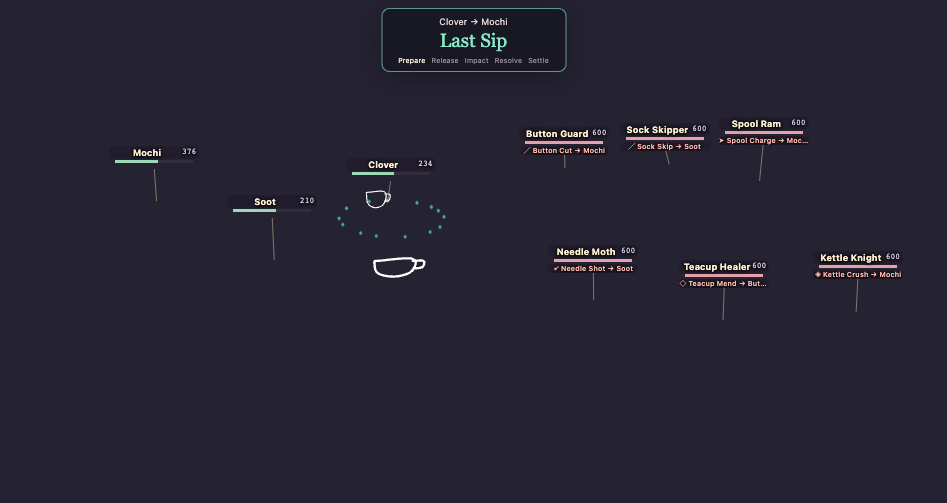 Clover → Mochi
Last Sip
Prepare Release Impact Resolve Settle
Mochi 376
Soot 210
Clover 234
Button Guard 600
⟋ Button Cut → Mochi
Sock Skipper 600
⟋ Sock Skip → Soot
Spool Ram 600
➤ Spool Charge → Moc…
Needle Moth 600
➶ Needle Shot → Soot
Teacup Healer 600
◇ Teacup Mend → But…
Kettle Knight 600
◈ Kettle Crush → Mochi